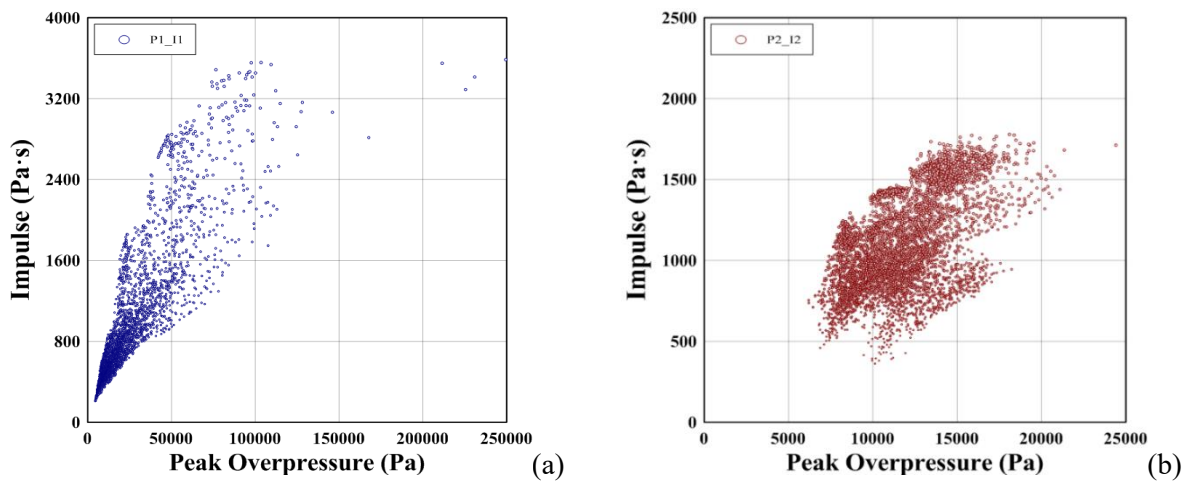 P1_I1
4000
3200
2400
1600
800
0
Impulse (Pa·s)
0 50000 100000 150000 200000 250000
Peak Overpressure (Pa)
(a)
P2_I2
2500
2000
1500
1000
500
0
Impulse (Pa·s)
0 5000 10000 15000 20000 25000
Peak Overpressure (Pa)
(b)